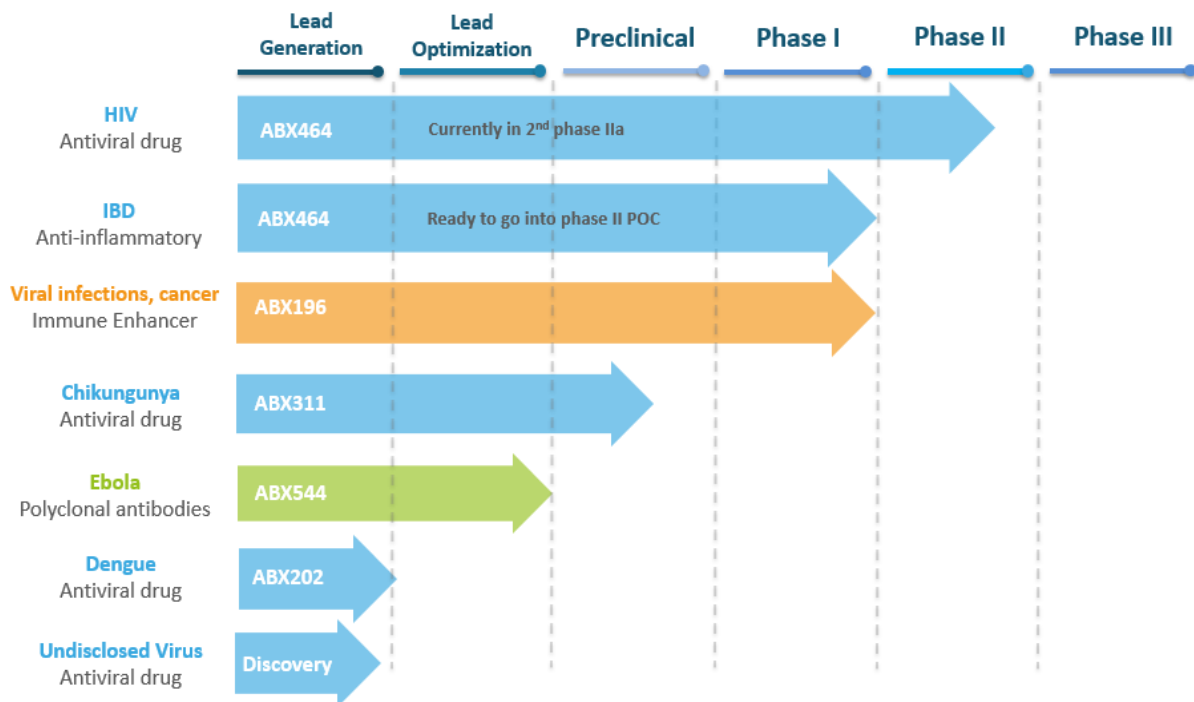 Lead
Generation
Lead
Optimization
Preclinical
Phase I
Phase II
Phase III
HIV
Antiviral drug
ABX464
Currently in 2nd phase IIa
IBD
Anti-inflammatory
ABX464
Ready to go into phase II POC
Viral infections, cancer
Immune Enhancer
ABX196
Chikungunya
Antiviral drug
ABX311
Ebola
Polyclonal antibodies
ABX544
Dengue
Antiviral drug
ABX202
Undisclosed Virus
Antiviral drug
Discovery